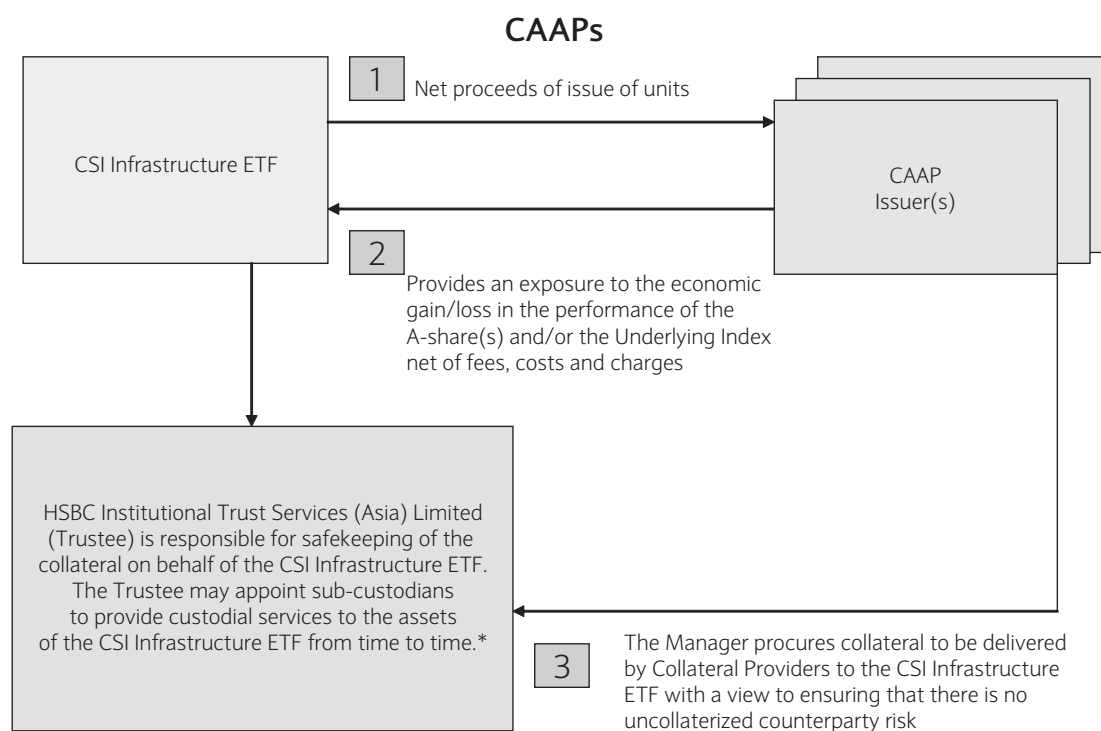 CAAPs
1
Net proceeds of issue of units
CSI Infrastructure ETF
CAAP
Issuer(s)
2
Provides an exposure to the economic
gain/loss in the performance of the
A-share(s) and/or the Underlying Index
net of fees, costs and charges
HSBC Institutional Trust Services (Asia) Limited
(Trustee) is responsible for safekeeping of the
collateral on behalf of the CSI Infrastructure ETF.
The Trustee may appoint sub-custodians
to provide custodial services to the assets
of the CSI Infrastructure ETF from time to time.*
3
The Manager procures collateral to be delivered
by Collateral Providers to the CSI Infrastructure
ETF with a view to ensuring that there is no
uncollaterized counterparty risk